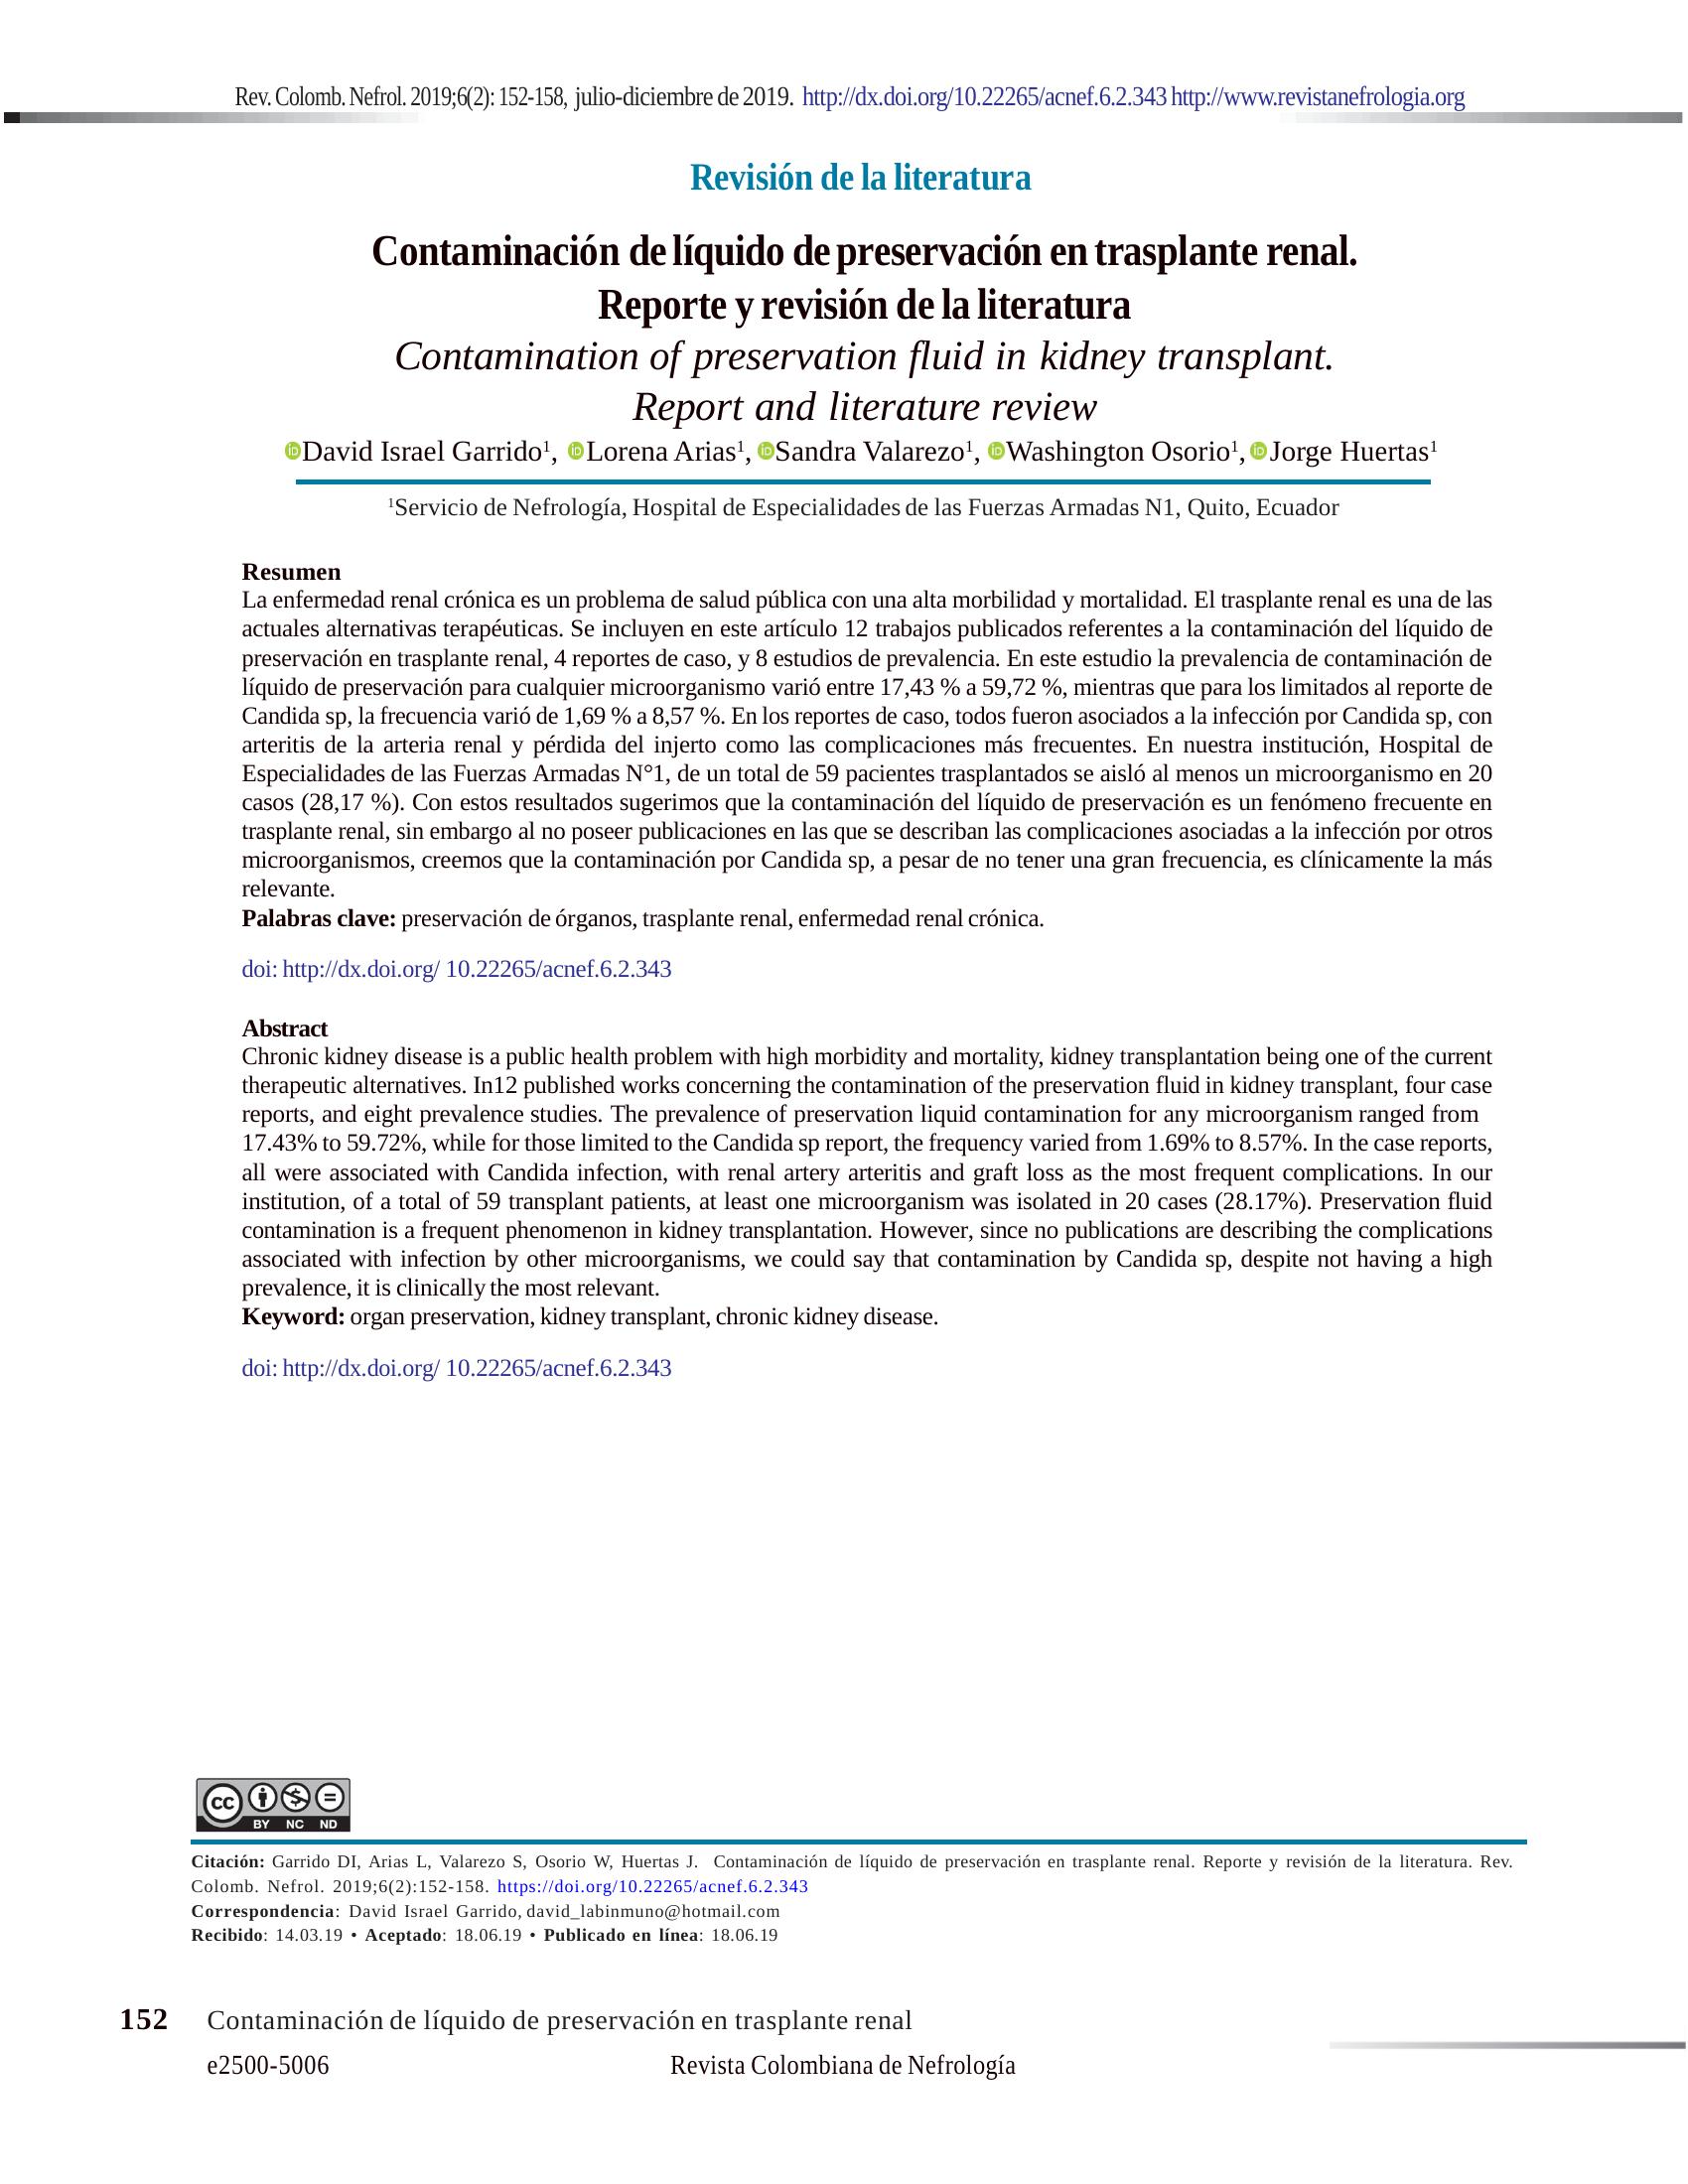 Rev. Colomb. Nefrol. 2019;6(2): 152-158, julio-diciembre de 2019. http://dx.doi.org/10.22265/acnef.6.2.343 http://www.revistanefrologia.org
Revisión de la literatura
Contaminación de líquido de preservación en trasplante renal.
Reporte y revisión de la literatura
Contamination of preservation fluid in kidney transplant.
Report and literature review
iD David Israel Garrido¹, iD Lorena Arias¹, iD Sandra Valarezo¹, iD Washington Osorio¹, iD Jorge Huertas¹
¹Servicio de Nefrología, Hospital de Especialidades de las Fuerzas Armadas N1, Quito, Ecuador
Resumen
La enfermedad renal crónica es un problema de salud pública con una alta morbilidad y mortalidad. El trasplante renal es una de las
actuales alternativas terapéuticas. Se incluyen en este artículo 12 trabajos publicados referentes a la contaminación del líquido de
preservación en trasplante renal, 4 reportes de caso, y 8 estudios de prevalencia. En este estudio la prevalencia de contaminación de
líquido de preservación para cualquier microorganismo varió entre 17,43 % a 59,72 %, mientras que para los limitados al reporte de
Candida sp, la frecuencia varió de 1,69 % a 8,57 %. En los reportes de caso, todos fueron asociados a la infección por Candida sp, con
arteritis de la arteria renal y pérdida del injerto como las complicaciones más frecuentes. En nuestra institución, Hospital de
Especialidades de las Fuerzas Armadas N°1, de un total de 59 pacientes trasplantados se aisló al menos un microorganismo en 20
casos (28,17 %). Con estos resultados sugerimos que la contaminación del líquido de preservación es un fenómeno frecuente en
trasplante renal, sin embargo al no poseer publicaciones en las que se describan las complicaciones asociadas a la infección por otros
microorganismos, creemos que la contaminación por Candida sp, a pesar de no tener una gran frecuencia, es clínicamente la más
relevante.
Palabras clave: preservación de órganos, trasplante renal, enfermedad renal crónica.
doi: http://dx.doi.org/ 10.22265/acnef.6.2.343
Abstract
Chronic kidney disease is a public health problem with high morbidity and mortality, kidney transplantation being one of the current
therapeutic alternatives. In12 published works concerning the contamination of the preservation fluid in kidney transplant, four case
reports, and eight prevalence studies. The prevalence of preservation liquid contamination for any microorganism ranged from
17.43% to 59.72%, while for those limited to the Candida sp report, the frequency varied from 1.69% to 8.57%. In the case reports,
all were associated with Candida infection, with renal artery arteritis and graft loss as the most frequent complications. In our
institution, of a total of 59 transplant patients, at least one microorganism was isolated in 20 cases (28.17%). Preservation fluid
contamination is a frequent phenomenon in kidney transplantation. However, since no publications are describing the complications
associated with infection by other microorganisms, we could say that contamination by Candida sp, despite not having a high
prevalence, it is clinically the most relevant.
Keyword: organ preservation, kidney transplant, chronic kidney disease.
doi: http://dx.doi.org/ 10.22265/acnef.6.2.343
cc BY NC ND
Citación: Garrido DI, Arias L, Valarezo S, Osorio W, Huertas J. Contaminación de líquido de preservación en trasplante renal. Reporte y revisión de la literatura. Rev.
Colomb. Nefrol. 2019;6(2):152-158. https://doi.org/10.22265/acnef.6.2.343
Correspondencia: David Israel Garrido, david_labinmuno@hotmail.com
Recibido: 14.03.19 • Aceptado: 18.06.19 • Publicado en línea: 18.06.19
152 Contaminación de líquido de preservación en trasplante renal
e2500-5006 Revista Colombiana de Nefrología